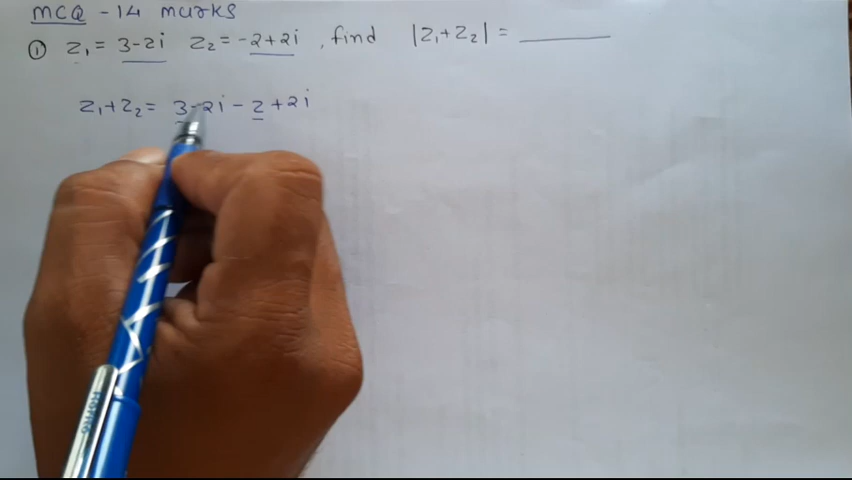 MCQ - 14 marks
① z₁ = 3-2i z₂ = -2+2i , find |z₁+z₂| = ________
z₁+z₂ = 3-2i - 2 +2i